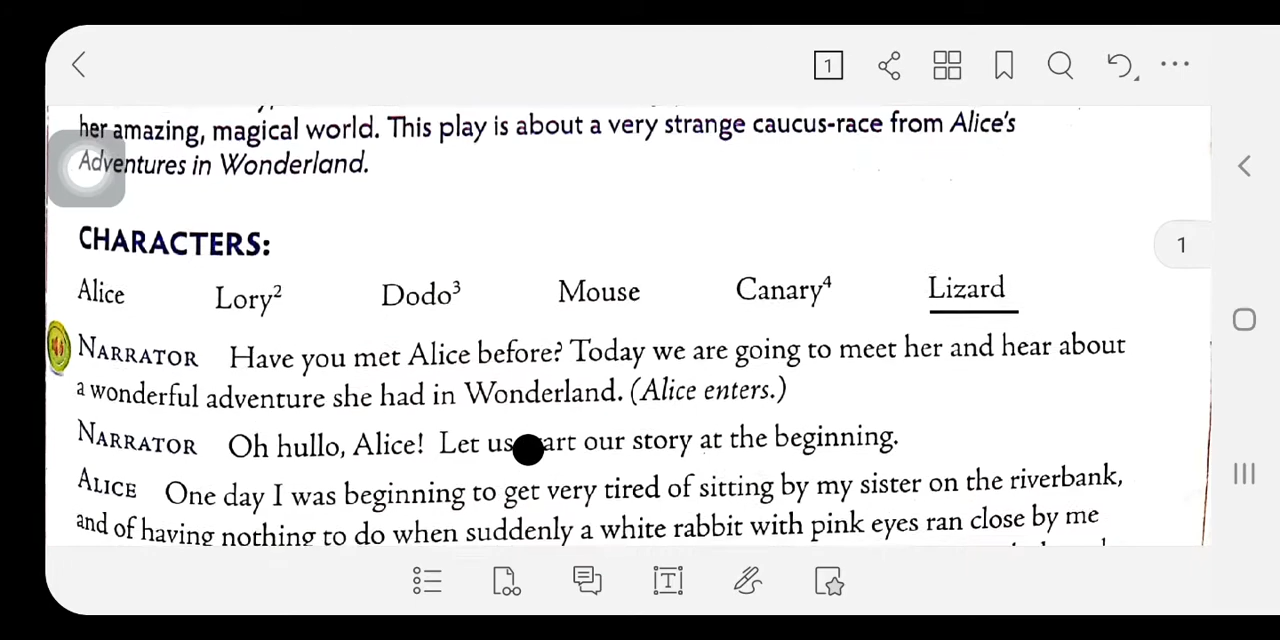 1
her amazing, magical world. This play is about a very strange caucus-race from Alice's
Adventures in Wonderland.
1
CHARACTERS:
Alice Lory² Dodo³ Mouse Canary⁴ Lizard
NARRATOR Have you met Alice before? Today we are going to meet her and hear about
a wonderful adventure she had in Wonderland. (Alice enters.)
NARRATOR Oh hullo, Alice! Let us art our story at the beginning.
ALICE One day I was beginning to get very tired of sitting by my sister on the riverbank,
and of having nothing to do when suddenly a white rabbit with pink eyes ran close by me
T